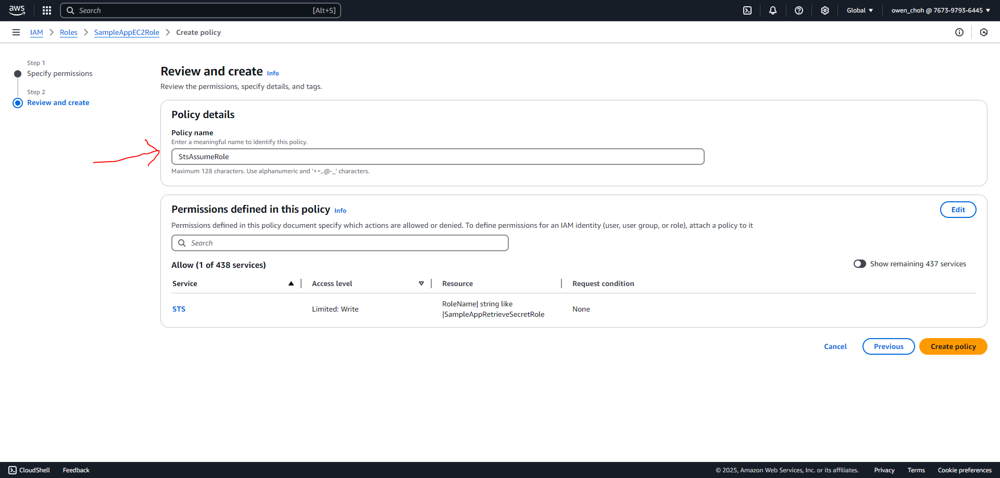 aws
Search
[Alt+S]
Global
owen_choh @ 7673-9793-6445
IAM
Roles
SampleAppEC2Role
Create policy
Step 1
Specify permissions
Step 2
Review and create
Review and create Info
Review the permissions, specify details, and tags.
Policy details
Policy name
Enter a meaningful name to identify this policy.
StsAssumeRole
Maximum 128 characters. Use alphanumeric and '+=,.@-_' characters.
Permissions defined in this policy Info
Edit
Permissions defined in this policy document specify which actions are allowed or denied. To define permissions for an IAM identity (user, user group, or role), attach a policy to it
Search
Allow (1 of 438 services)
Show remaining 437 services
Service
Access level
Resource
Request condition
STS
Limited: Write
RoleName| string like
|SampleAppRetrieveSecretRole
None
Cancel
Previous
Create policy
CloudShell
Feedback
© 2025, Amazon Web Services, Inc. or its affiliates.
Privacy
Terms
Cookie preferences